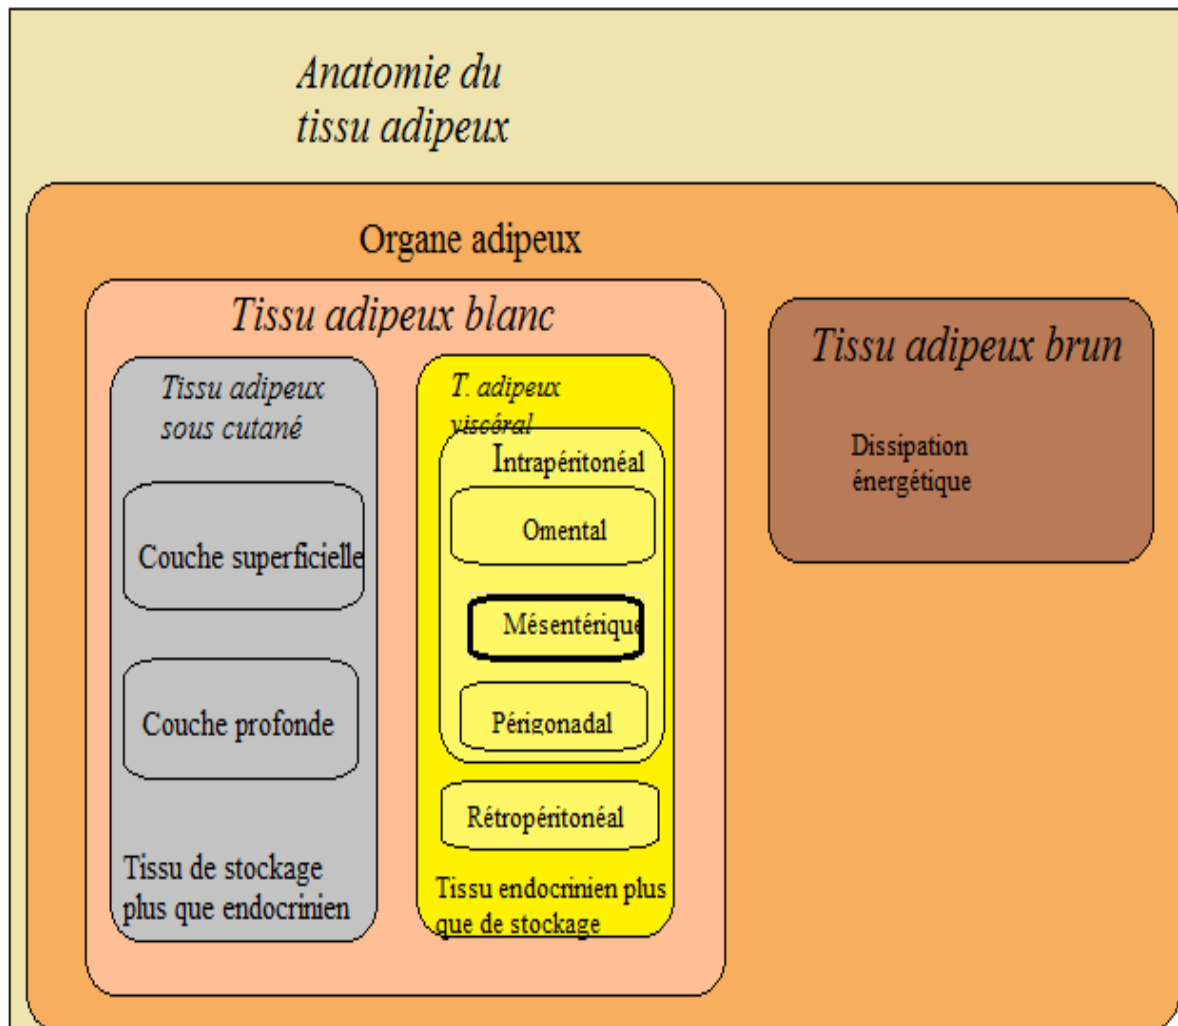 Anatomie du
tissu adipeux
Organe adipeux
Tissu adipeux blanc
Tissu adipeux
sous cutané
Couche superficielle
Couche profonde
Tissu de stockage
plus que endocrinien
T. adipeux
viscéral
Intrapéritonéal
Omental
Mésentérique
Périgonadal
Rétropéritonéal
Tissu endocrinien plus
que de stockage
Tissu adipeux brun
Dissipation
énergétique